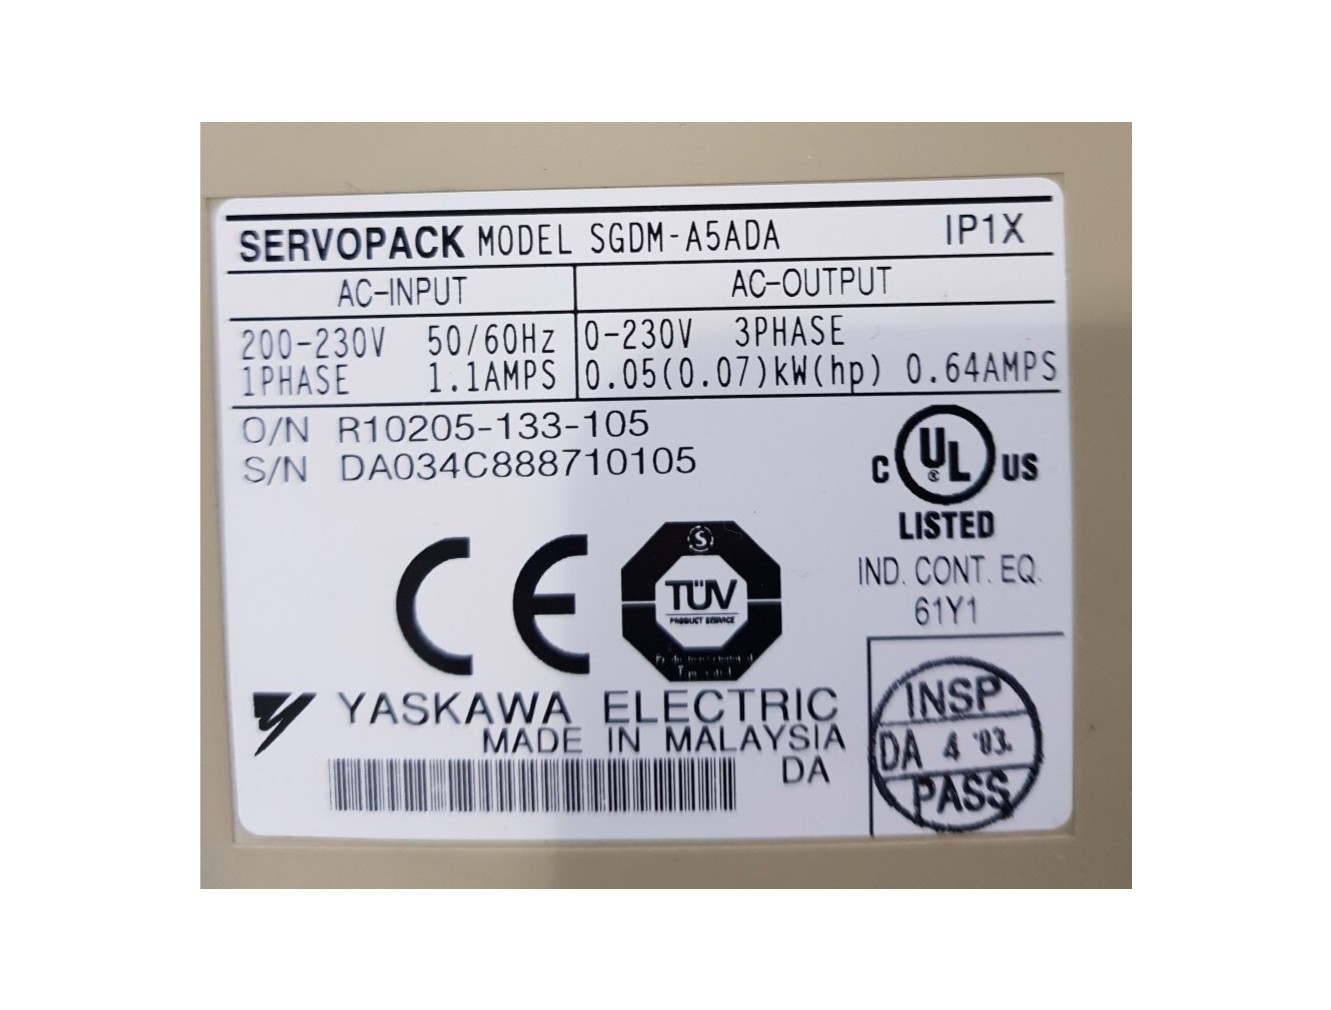 SERVOPACK MODEL SGDM-A5ADA IP1X
AC-INPUT AC-OUTPUT
200-230V 50/60Hz 0-230V 3PHASE
1PHASE 1.1AMPS 0.05(0.07)kW(hp) 0.64AMPS
O/N R10205-133-105
S/N DA034C888710105
C UL US
LISTED
IND. CONT. EQ.
61Y1
CE
S
TÜV
PRODUCT SERVICE
YASKAWA ELECTRIC
MADE IN MALAYSIA
DA
INSP
DA 4 '03.
PASS